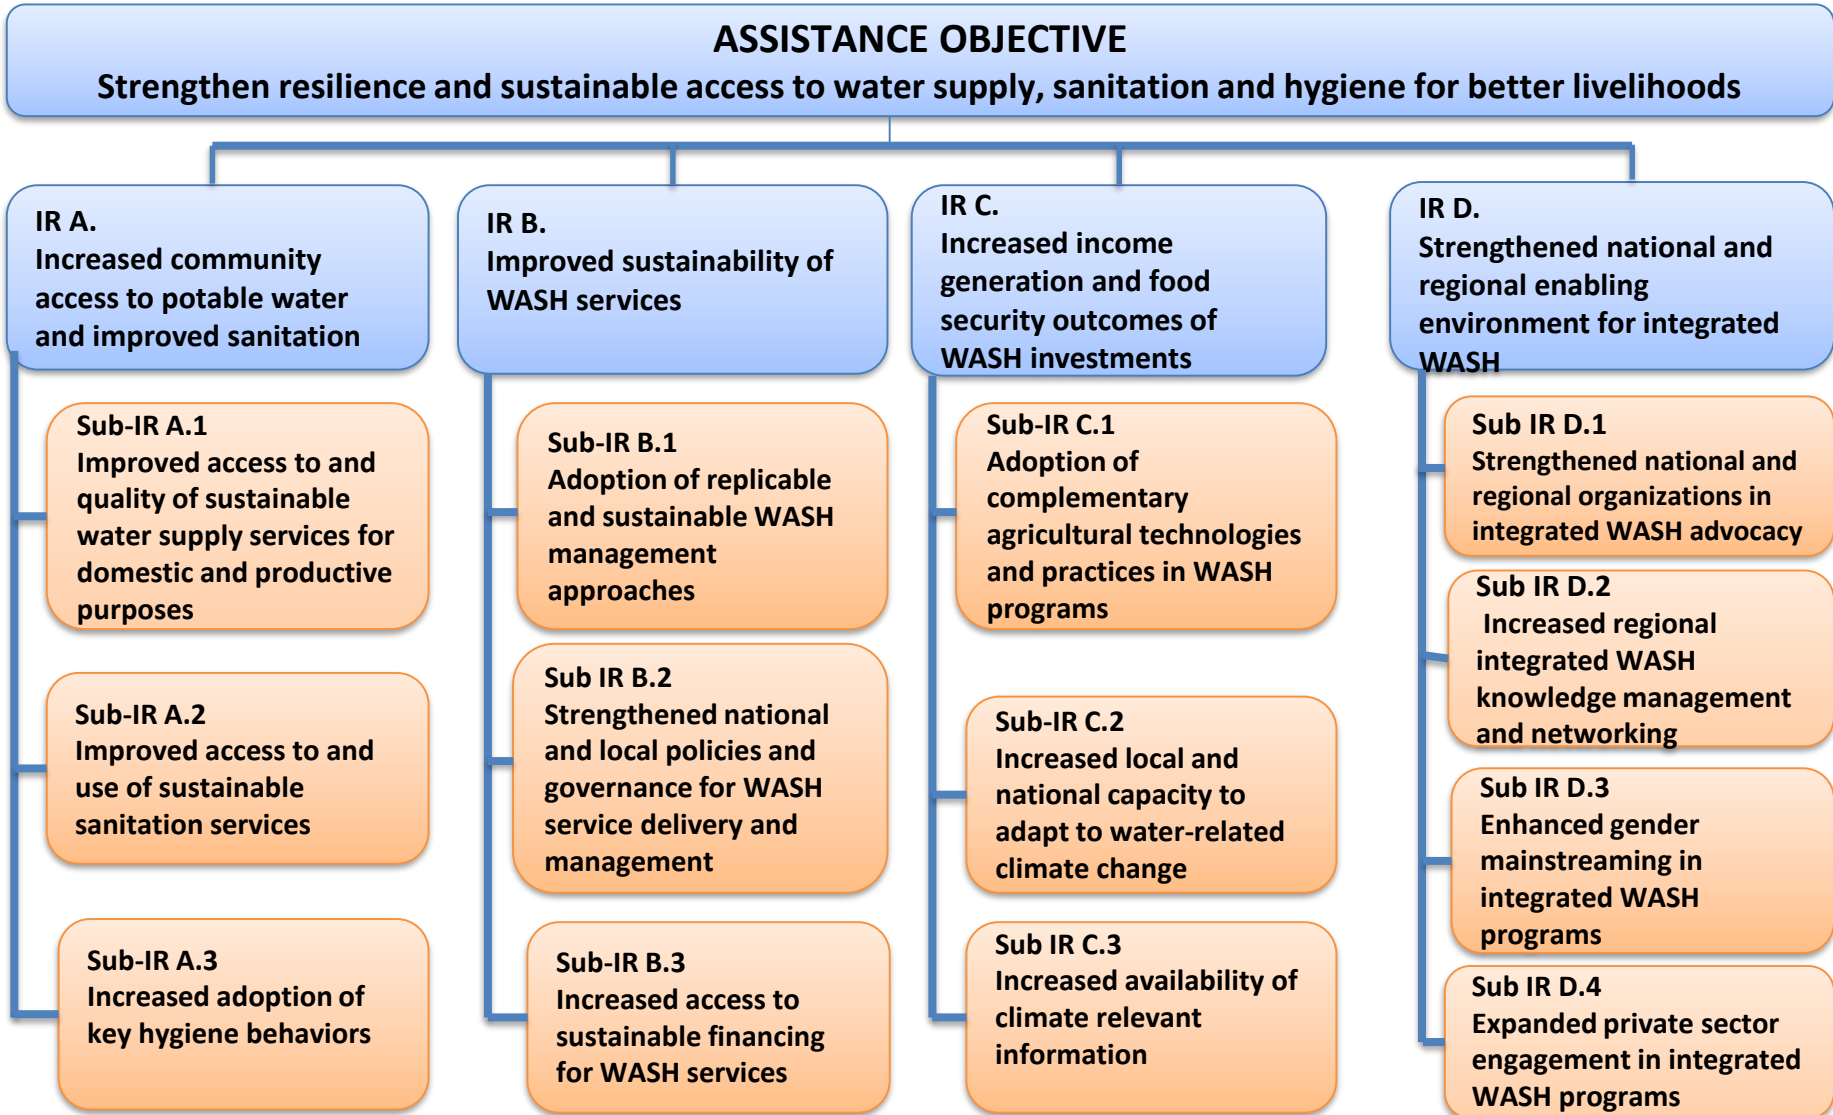 ASSISTANCE OBJECTIVE
Strengthen resilience and sustainable access to water supply, sanitation and hygiene for better livelihoods
IR A.
Increased community
access to potable water
and improved sanitation
Sub-IR A.1
Improved access to and
quality of sustainable
water supply services for
domestic and productive
purposes
Sub-IR A.2
Improved access to and
use of sustainable
sanitation services
Sub-IR A.3
Increased adoption of
key hygiene behaviors
IR B.
Improved sustainability of
WASH services
Sub-IR B.1
Adoption of replicable
and sustainable WASH
management
approaches
Sub IR B.2
Strengthened national
and local policies and
governance for WASH
service delivery and
management
Sub-IR B.3
Increased access to
sustainable financing
for WASH services
IR C.
Increased income
generation and food
security outcomes of
WASH investments
Sub-IR C.1
Adoption of
complementary
agricultural technologies
and practices in WASH
programs
Sub-IR C.2
Increased local and
national capacity to
adapt to water-related
climate change
Sub IR C.3
Increased availability of
climate relevant
information
IR D.
Strengthened national and
regional enabling
environment for integrated
WASH
Sub IR D.1
Strengthened national and
regional organizations in
integrated WASH advocacy
Sub IR D.2
Increased regional
integrated WASH
knowledge management
and networking
Sub IR D.3
Enhanced gender
mainstreaming in
integrated WASH
programs
Sub IR D.4
Expanded private sector
engagement in integrated
WASH programs